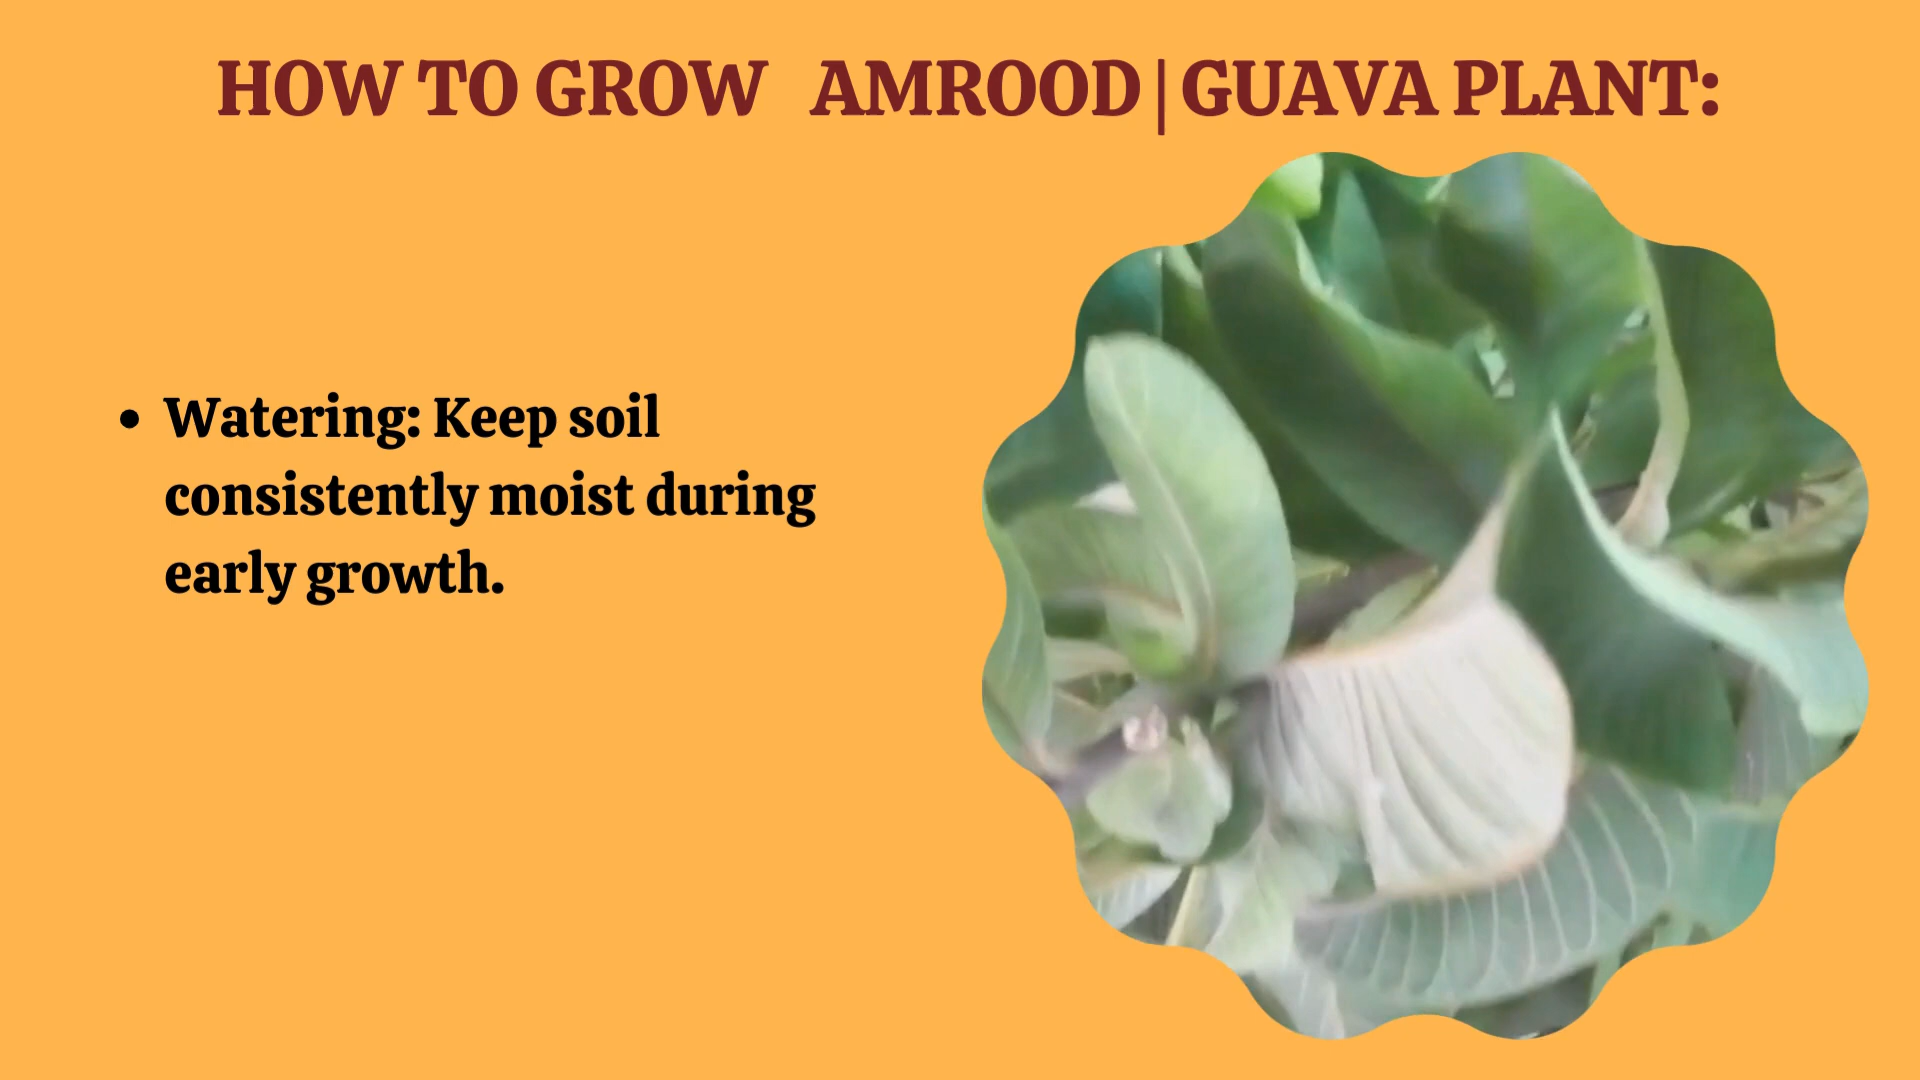 HOW TO GROW AMROOD|GUAVA PLANT:
• Watering: Keep soil
consistently moist during
early growth.